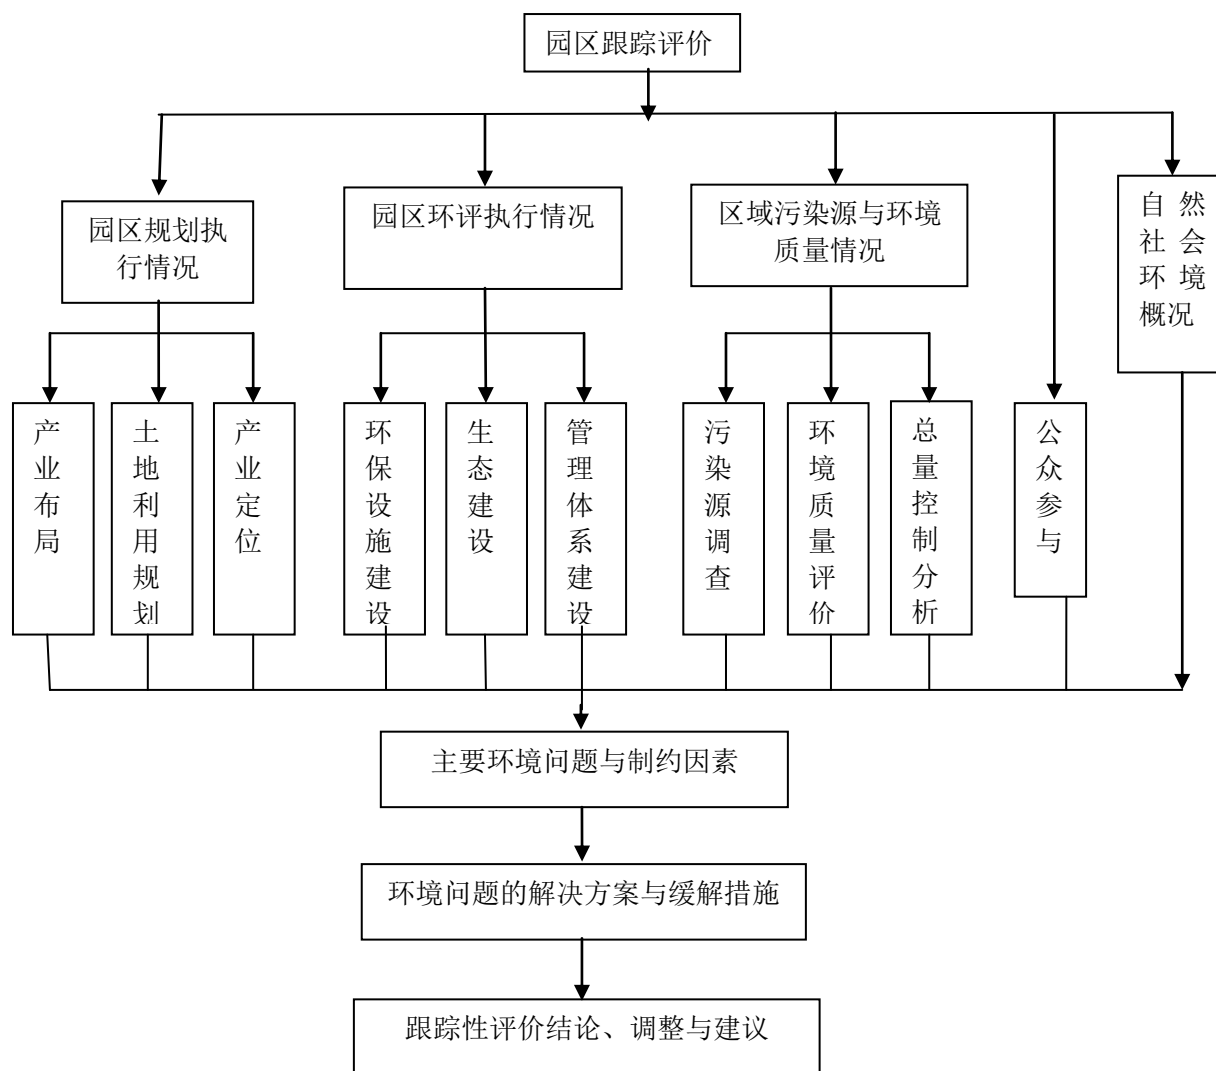 园区跟踪评价
园区规划执
行情况
园区环评执行情况
区域污染源与环境
质量情况
自然
社会
环境
概况
产业布局
土地利用规划
产业定位
环保设施建设
生态建设
管理体系建设
污染源调查
环境质量评价
总量控制分析
公众参与
主要环境问题与制约因素
环境问题的解决方案与缓解措施
跟踪性评价结论、调整与建议